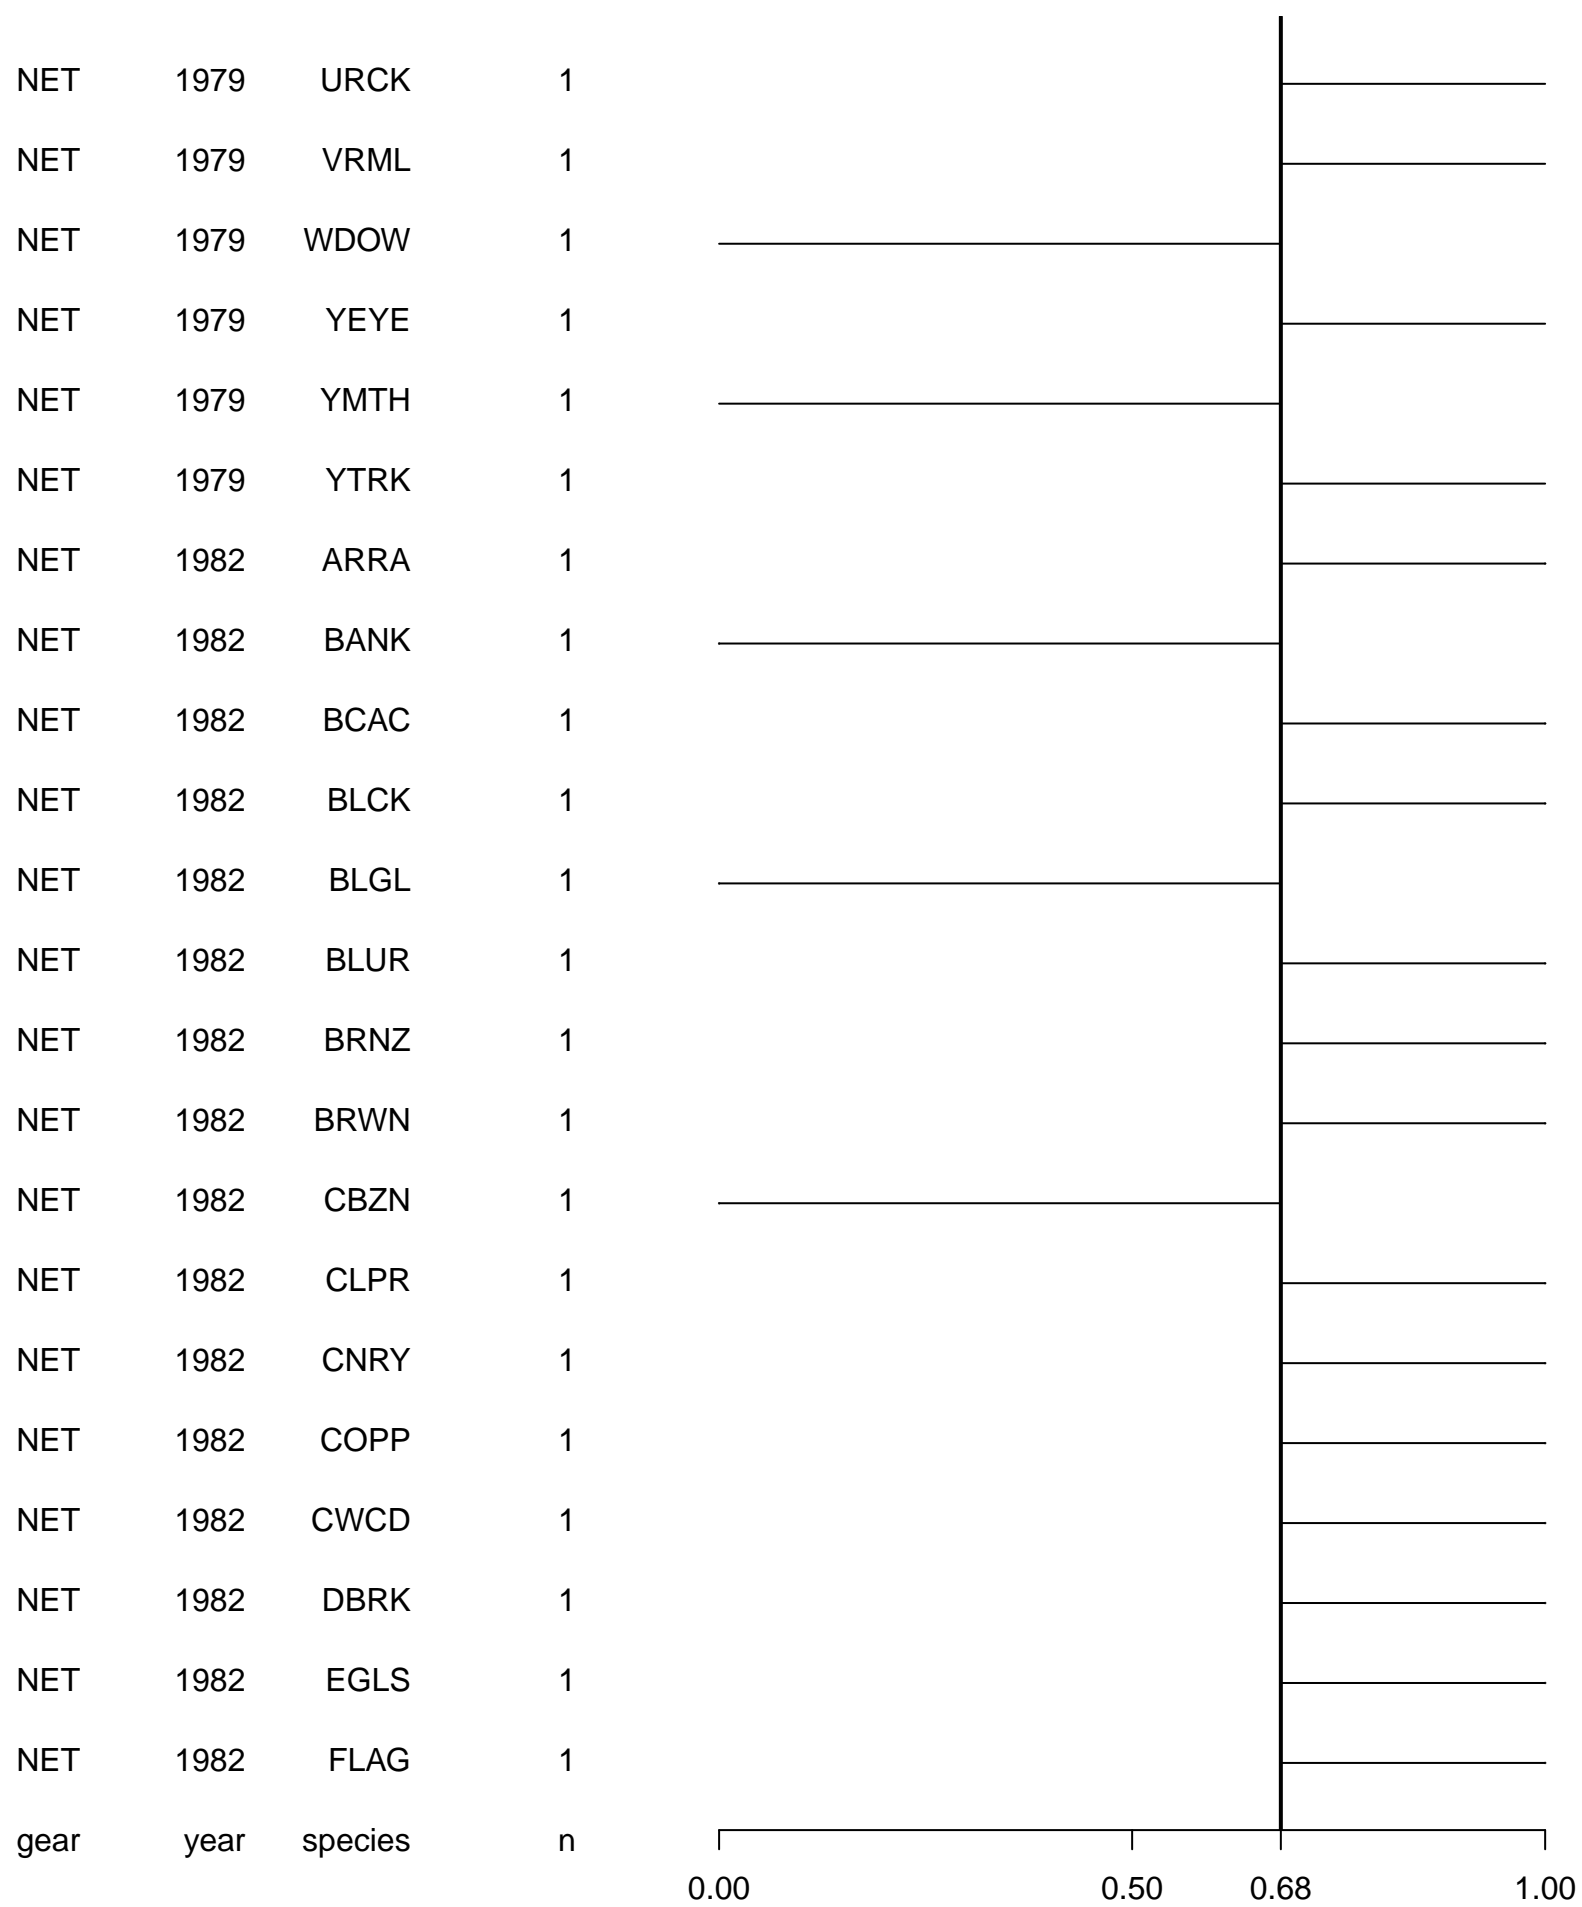 NET 1979 URCK 1
NET 1979 VRML 1
NET 1979 WDOW 1
NET 1979 YEYE 1
NET 1979 YMTH 1
NET 1979 YTRK 1
NET 1982 ARRA 1
NET 1982 BANK 1
NET 1982 BCAC 1
NET 1982 BLCK 1
NET 1982 BLGL 1
NET 1982 BLUR 1
NET 1982 BRNZ 1
NET 1982 BRWN 1
NET 1982 CBZN 1
NET 1982 CLPR 1
NET 1982 CNRY 1
NET 1982 COPP 1
NET 1982 CWCD 1
NET 1982 DBRK 1
NET 1982 EGLS 1
NET 1982 FLAG 1
gear year species n
0.00 0.50 0.68 1.00